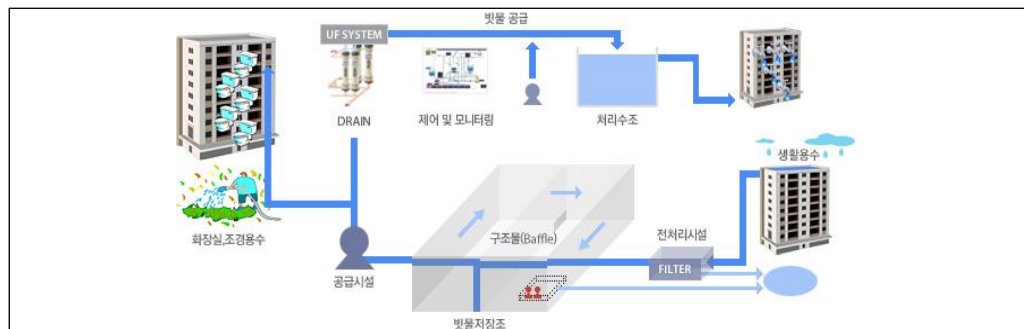 빗물 공급
UF SYSTEM
DRAIN
제어 및 모니터링
처리수조
생활용수
화장실,조경용수
구조물(Baffle)
전처리시설
FILTER
공급시설
빗물저장조